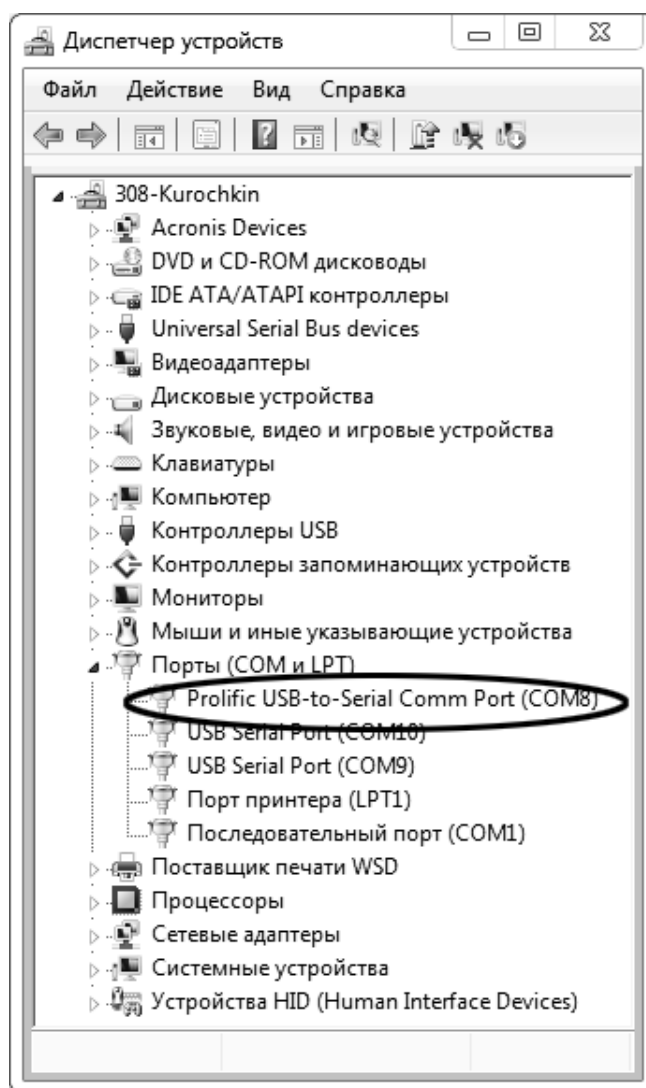 Диспетчер устройств
Файл Действие Вид Справка
308-Kurochkin
Acronis Devices
DVD и CD-ROM дисководы
IDE ATA/ATAPI контроллеры
Universal Serial Bus devices
Видеоадаптеры
Дисковые устройства
Звуковые, видео и игровые устройства
Клавиатуры
Компьютер
Контроллеры USB
Контроллеры запоминающих устройств
Мониторы
Мыши и иные указывающие устройства
Порты (COM и LPT)
Prolific USB-to-Serial Comm Port (COM8)
USB Serial Port (COM10)
USB Serial Port (COM9)
Порт принтера (LPT1)
Последовательный порт (COM1)
Поставщик печати WSD
Процессоры
Сетевые адаптеры
Системные устройства
Устройства HID (Human Interface Devices)